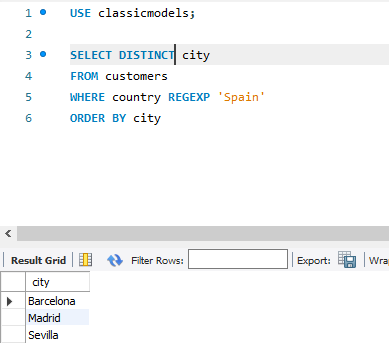 1 USE classicmodels;
2
3 SELECT DISTINCT city
4 FROM customers
5 WHERE country REGEXP 'Spain'
6 ORDER BY city
Result Grid Filter Rows: Export:
city
Barcelona
Madrid
Sevilla